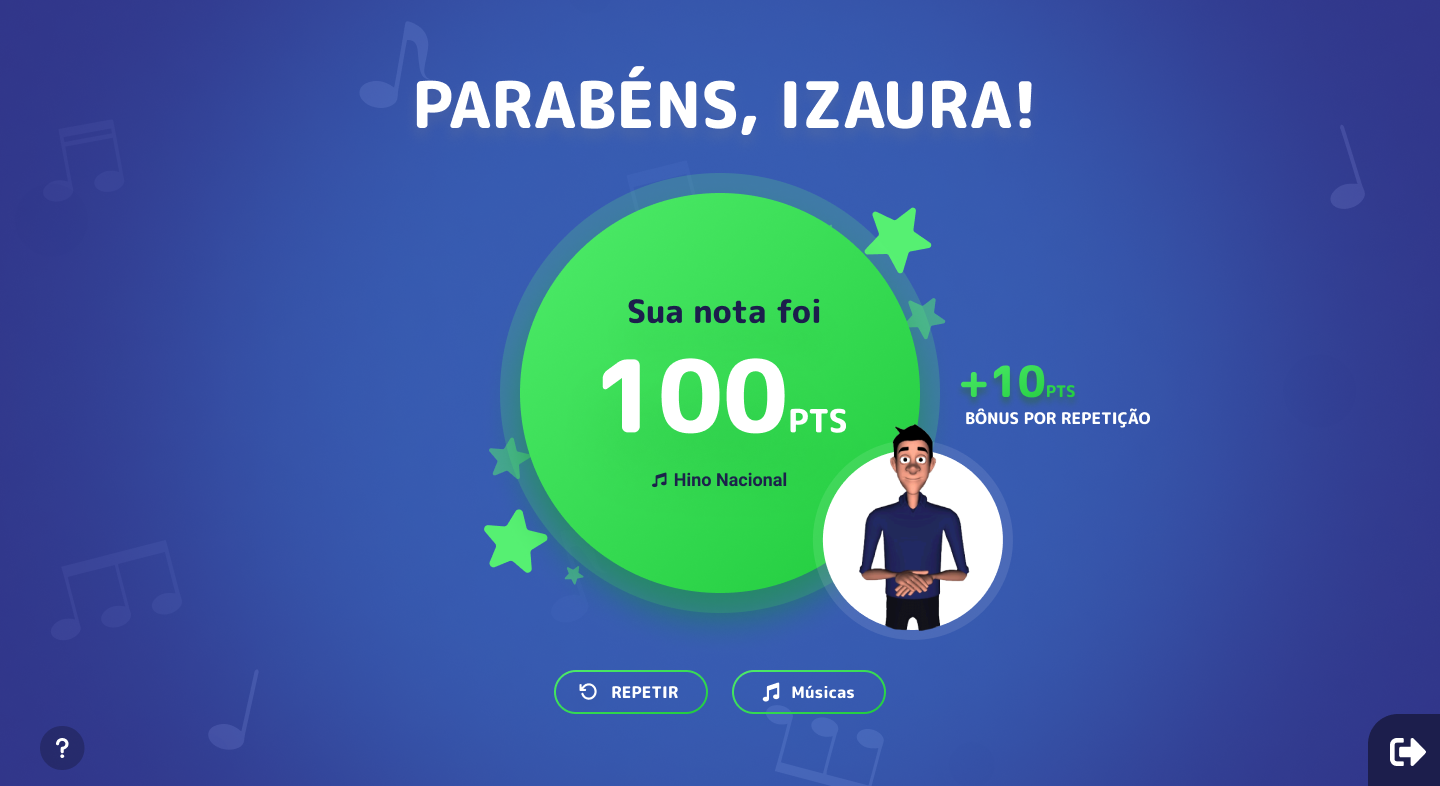 PARABÉNS, IZAURA!
Sua nota foi
100PTS
Hino Nacional
+10PTS
BÔNUS POR REPETIÇÃO
REPETIR
Músicas
?